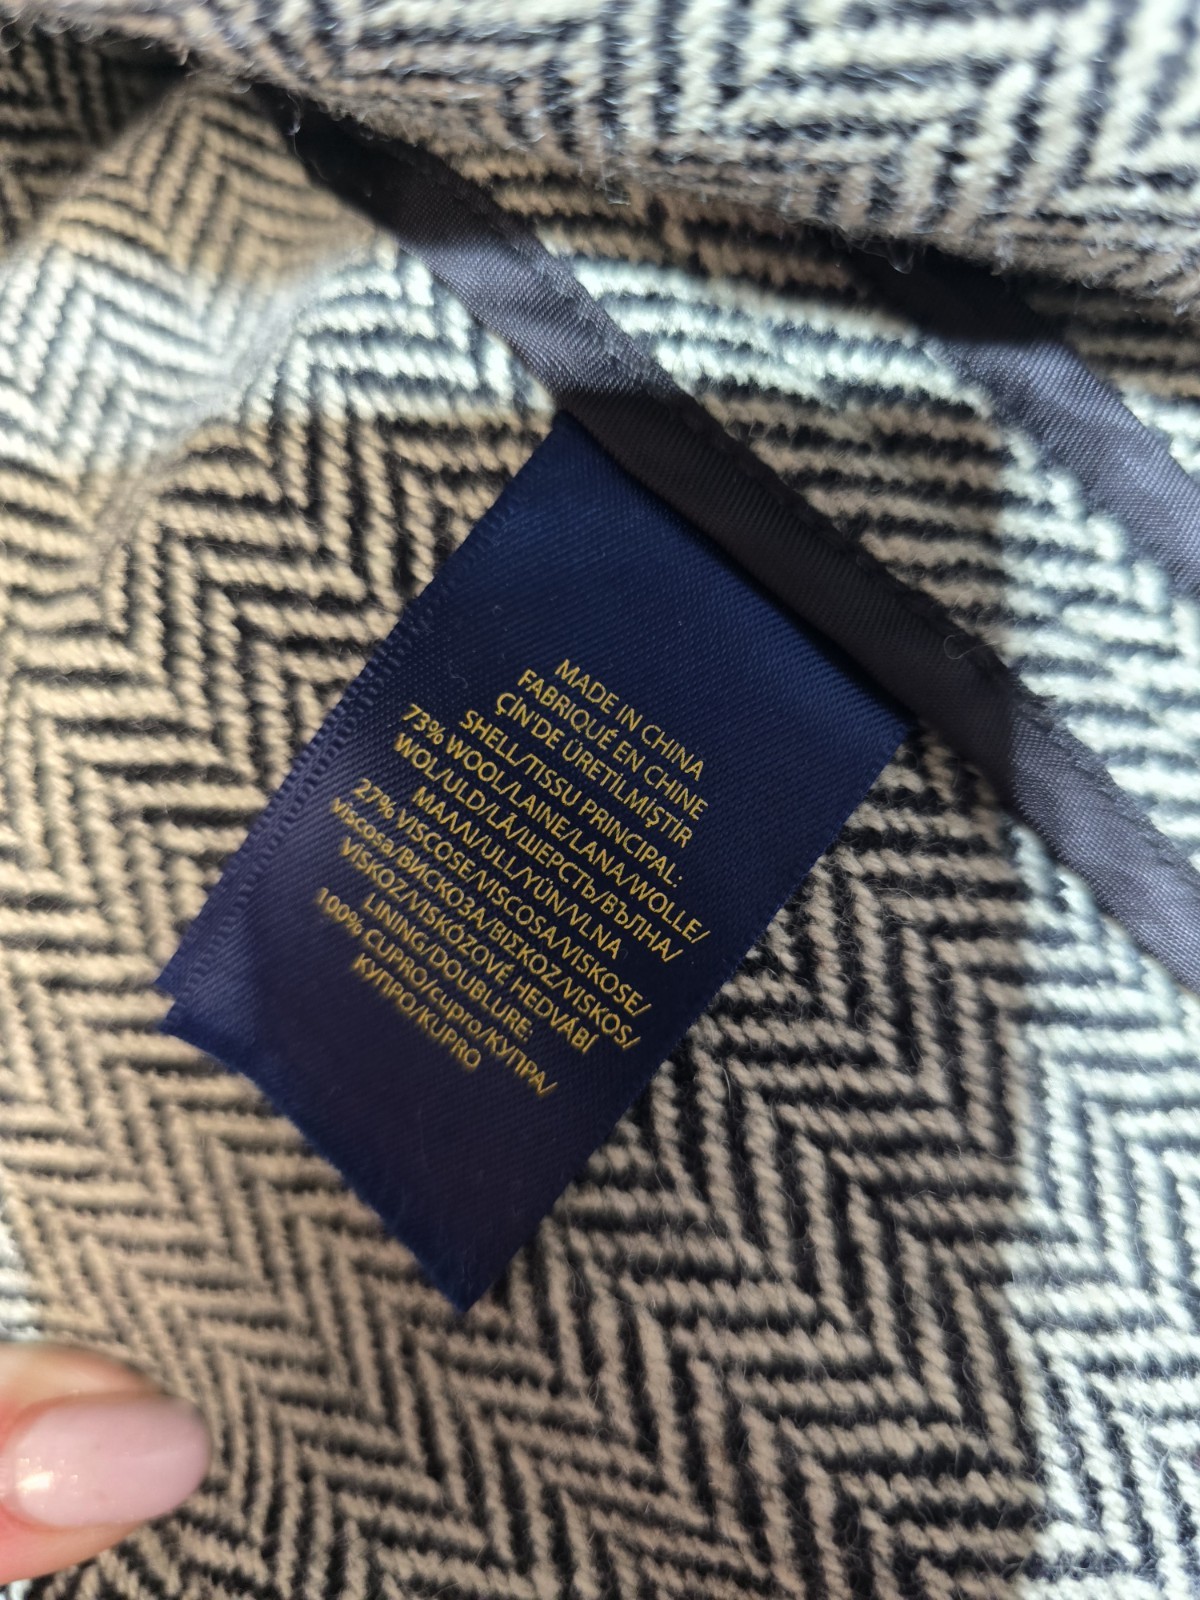 MADE IN CHINA
FABRIQUÉ EN CHINE
ÇİN'DE ÜRETİLMİŞTİR
SHELL/TISSU PRINCIPAL:
73% WOOL/LAINE/LANA/WOLLE/
WOL/ULD/LÃ/ШЕРСТЬ/ВЪЛНА/
ΜΑΛΛΙ/ULL/YÜN/VLNA
27% VISCOSE/VISCOSA/VISKOSE/
viscosa/ВИСКОЗА/ΒΙΣΚΟΖ/VISKOS/
VISKOZ/VISKÓZOVÉ HEDVÁBÍ
LINING/DOUBLURE:
100% CUPRO/cupro/КУПРА/
ΚΥΠΡΟ/KUPRO